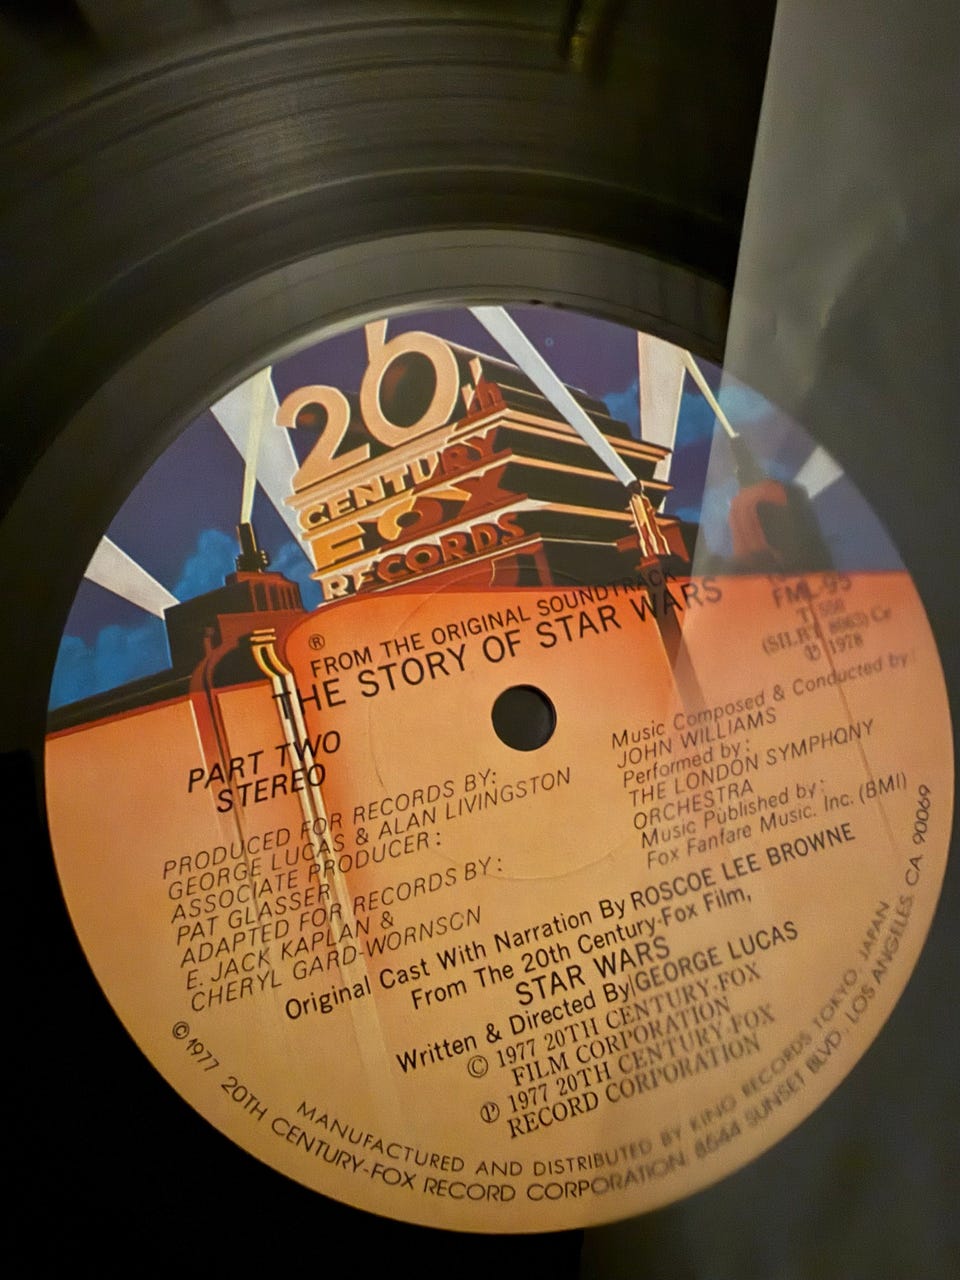 20th
CENTURY
FOX
RECORDS
®
FROM THE ORIGINAL SOUNDTRACK
THE STORY OF STAR WARS
PART TWO
STEREO
FML-95
℗ 1978
PRODUCED FOR RECORDS BY:
GEORGE LUCAS & ALAN LIVINGSTON
ASSOCIATE PRODUCER:
PAT GLASSER
ADAPTED FOR RECORDS BY:
E. JACK KAPLAN &
CHERYL GARD-WORNSON
Music Composed & Conducted by:
JOHN WILLIAMS
Performed by:
THE LONDON SYMPHONY
ORCHESTRA
Music Published by:
Fox Fanfare Music. Inc. (BMI)
Original Cast With Narration By ROSCOE LEE BROWNE
From The 20th Century-Fox Film,
STAR WARS
Written & Directed By GEORGE LUCAS
© 1977 20TH CENTURY-FOX
FILM CORPORATION
℗ 1977 20TH CENTURY-FOX
RECORD CORPORATION
MANUFACTURED AND DISTRIBUTED BY KING RECORDS TOKYO. JAPAN
©1977 20TH CENTURY-FOX RECORD CORPORATION. 8544 SUNSET BLVD., LOS ANGELES, CA. 90069